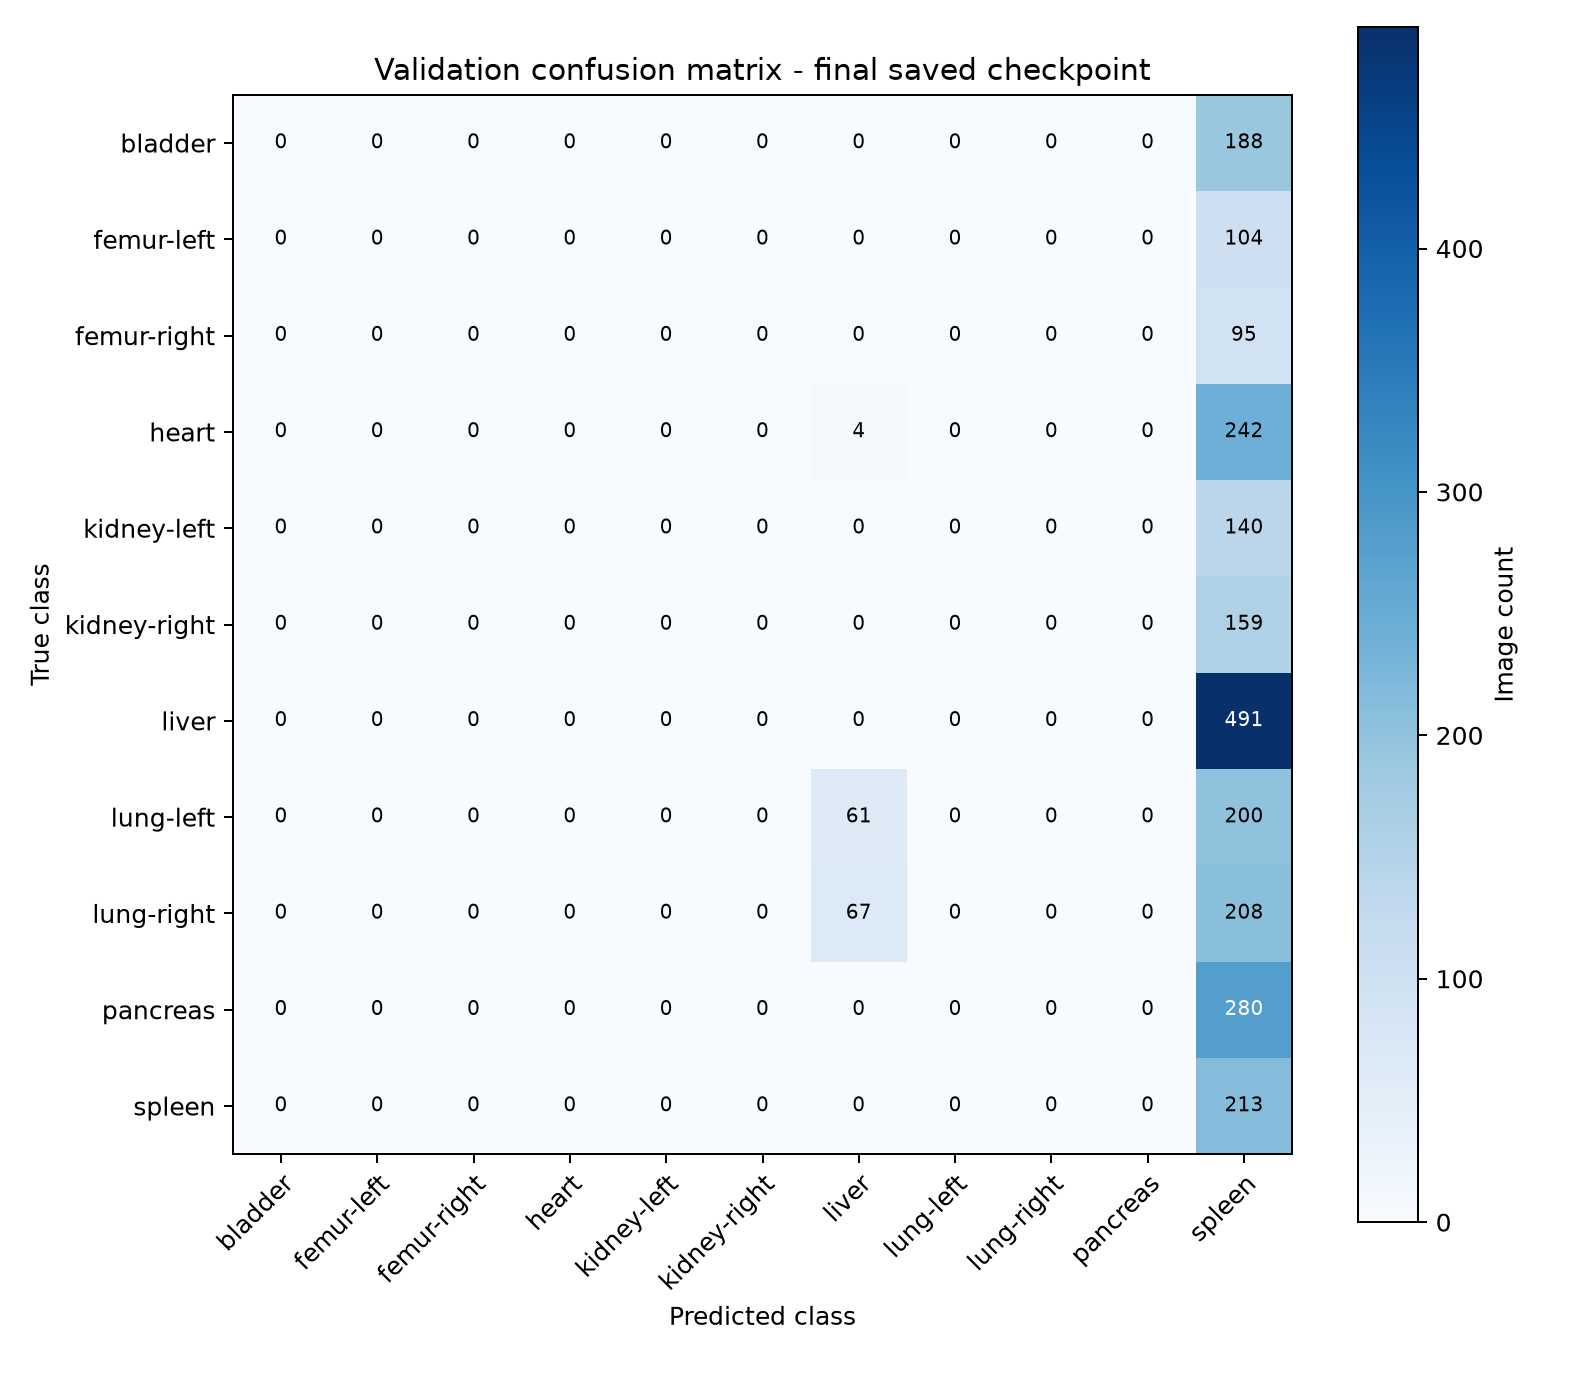 Validation confusion matrix - final saved checkpoint
True class
bladder 0 0 0 0 0 0 0 0 0 0 188
femur-left 0 0 0 0 0 0 0 0 0 0 104
femur-right 0 0 0 0 0 0 0 0 0 0 95
heart 0 0 0 0 0 0 4 0 0 0 242
kidney-left 0 0 0 0 0 0 0 0 0 0 140
kidney-right 0 0 0 0 0 0 0 0 0 0 159
liver 0 0 0 0 0 0 0 0 0 0 491
lung-left 0 0 0 0 0 0 61 0 0 0 200
lung-right 0 0 0 0 0 0 67 0 0 0 208
pancreas 0 0 0 0 0 0 0 0 0 0 280
spleen 0 0 0 0 0 0 0 0 0 0 213
bladder femur-left femur-right heart kidney-left kidney-right liver lung-left lung-right pancreas spleen
Predicted class
400
300
200
100
0
Image count